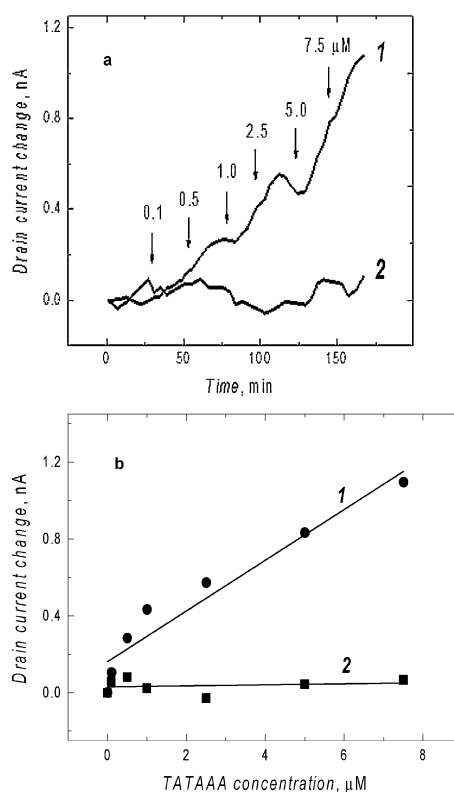 a
7.5 μM
1
5.0
2.5
1.0
0.5
0.1
2
1.2
0.8
0.4
0.0
0 50 100 150
Drain current change, nA
Time, min
b
1
2
1.2
0.8
0.4
0.0
0 2 4 6 8
Drain current change, nA
TATAAA concentration, μM